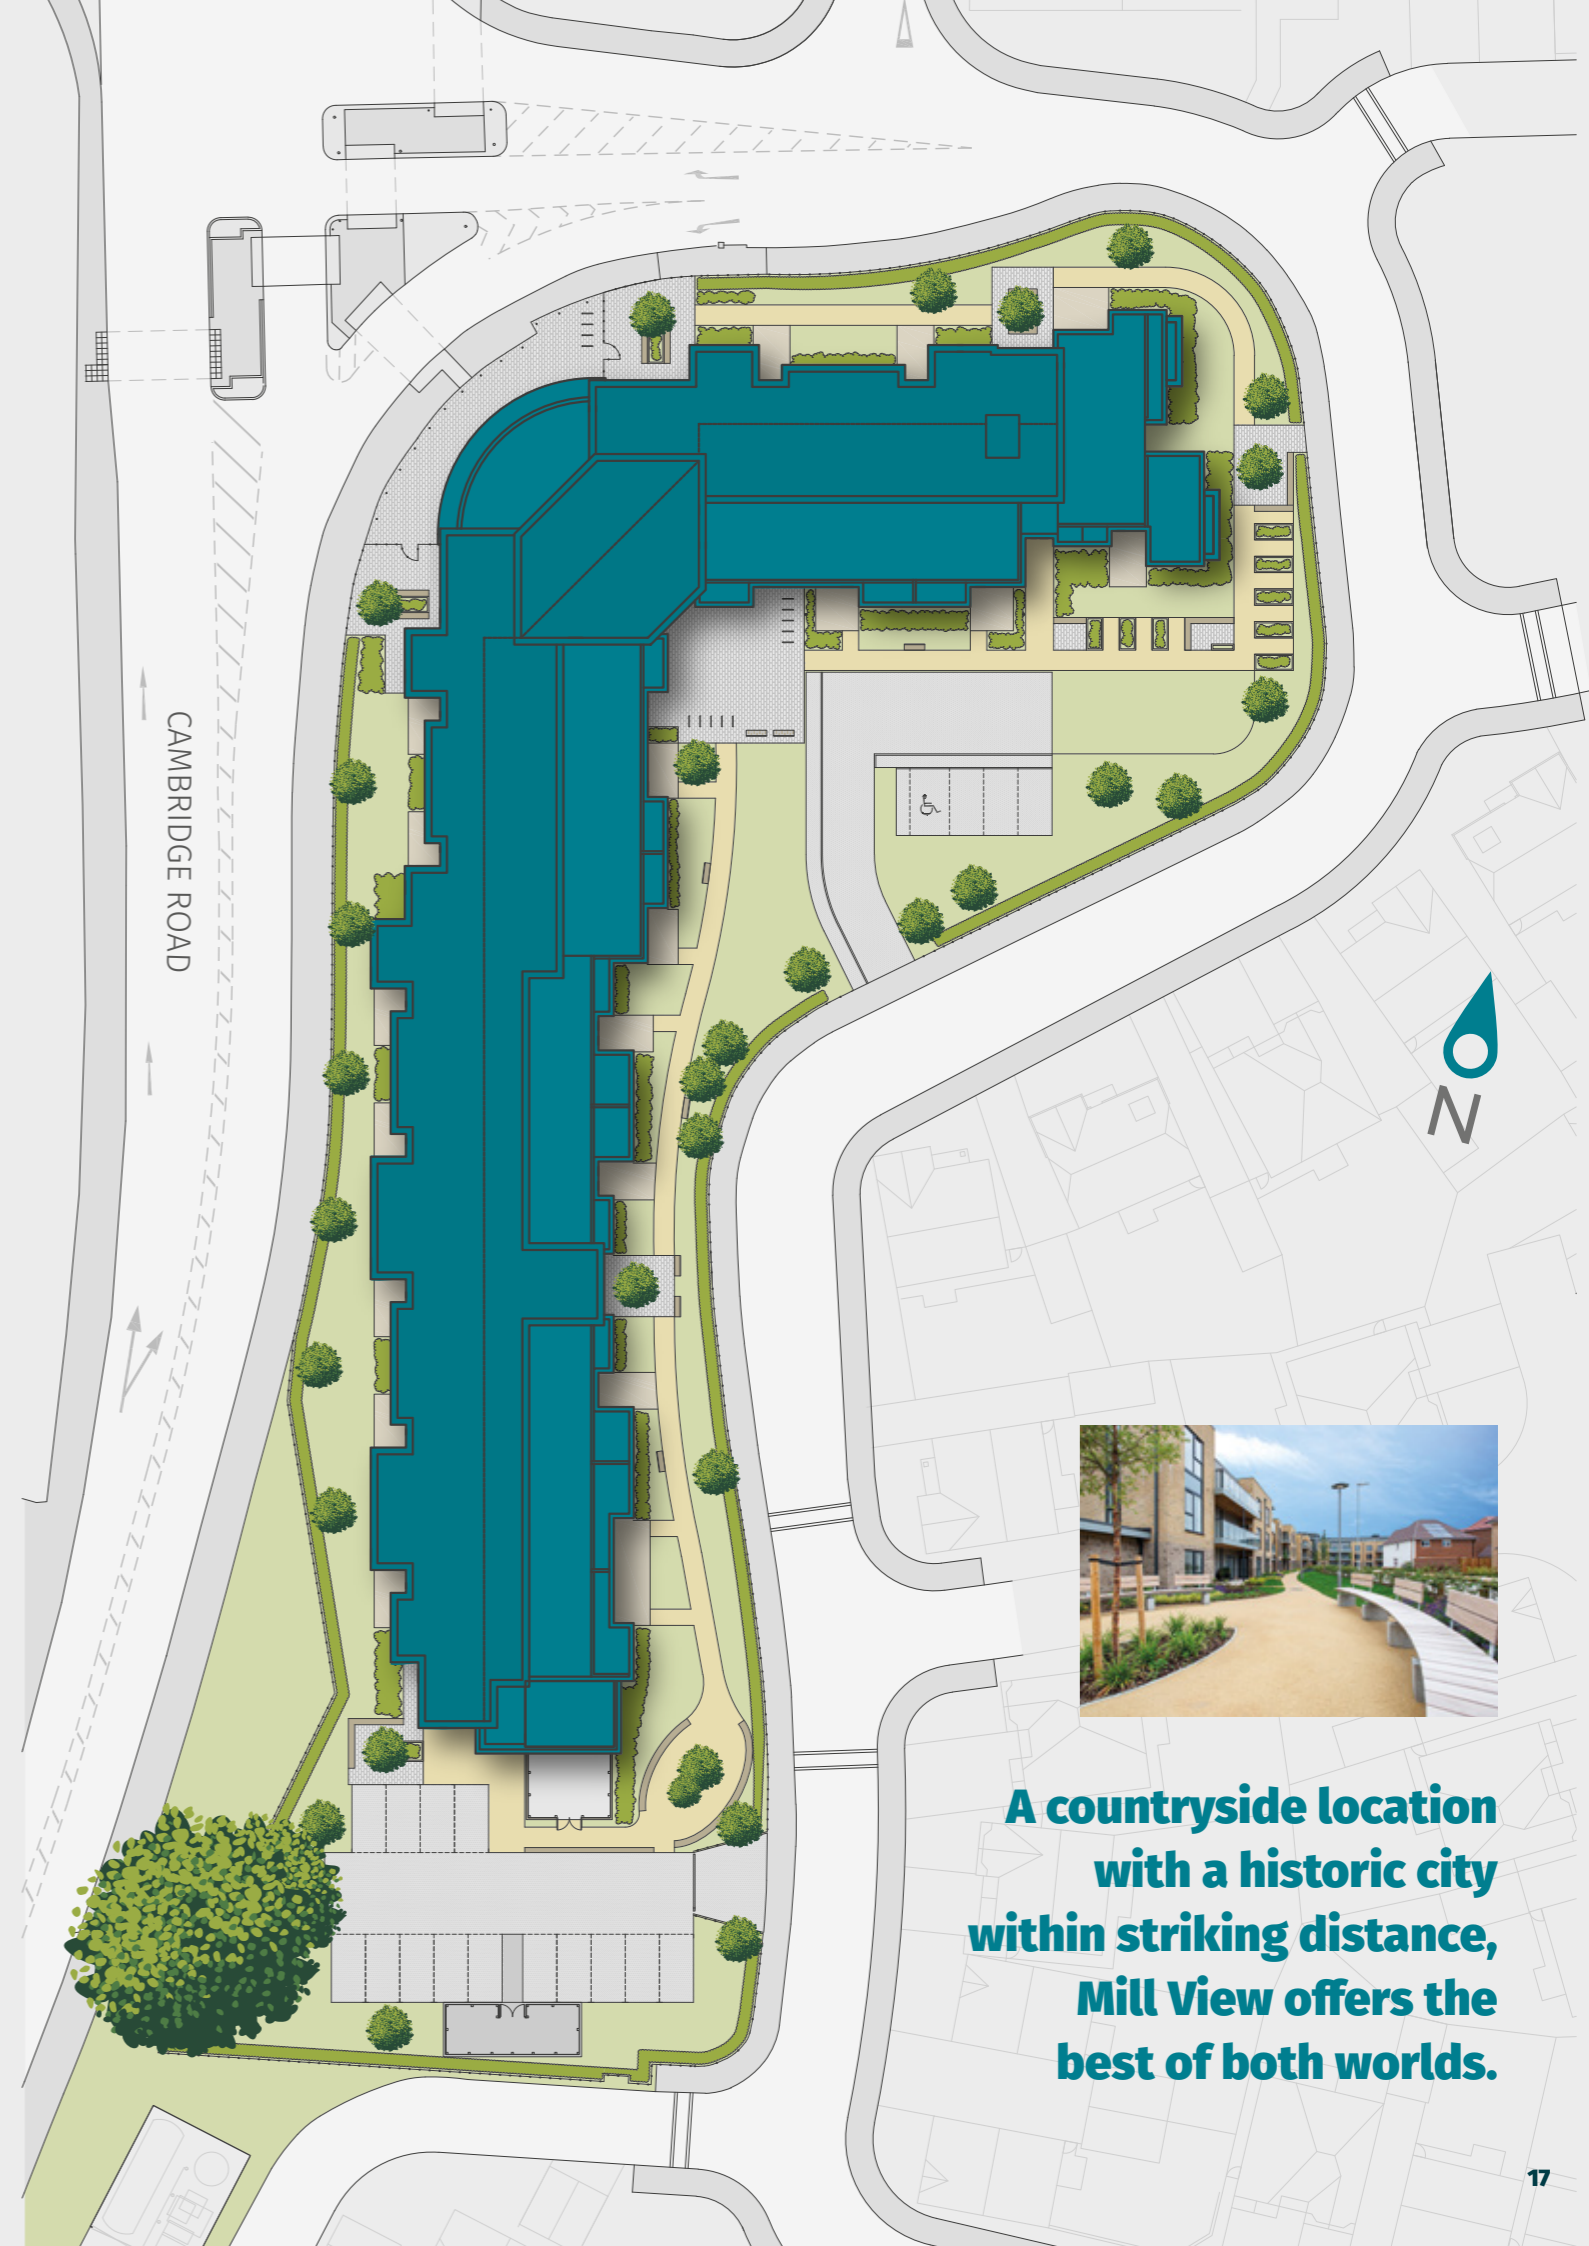 CAMBRIDGE ROAD
N
A countryside location
with a historic city
within striking distance,
Mill View offers the
best of both worlds.
17